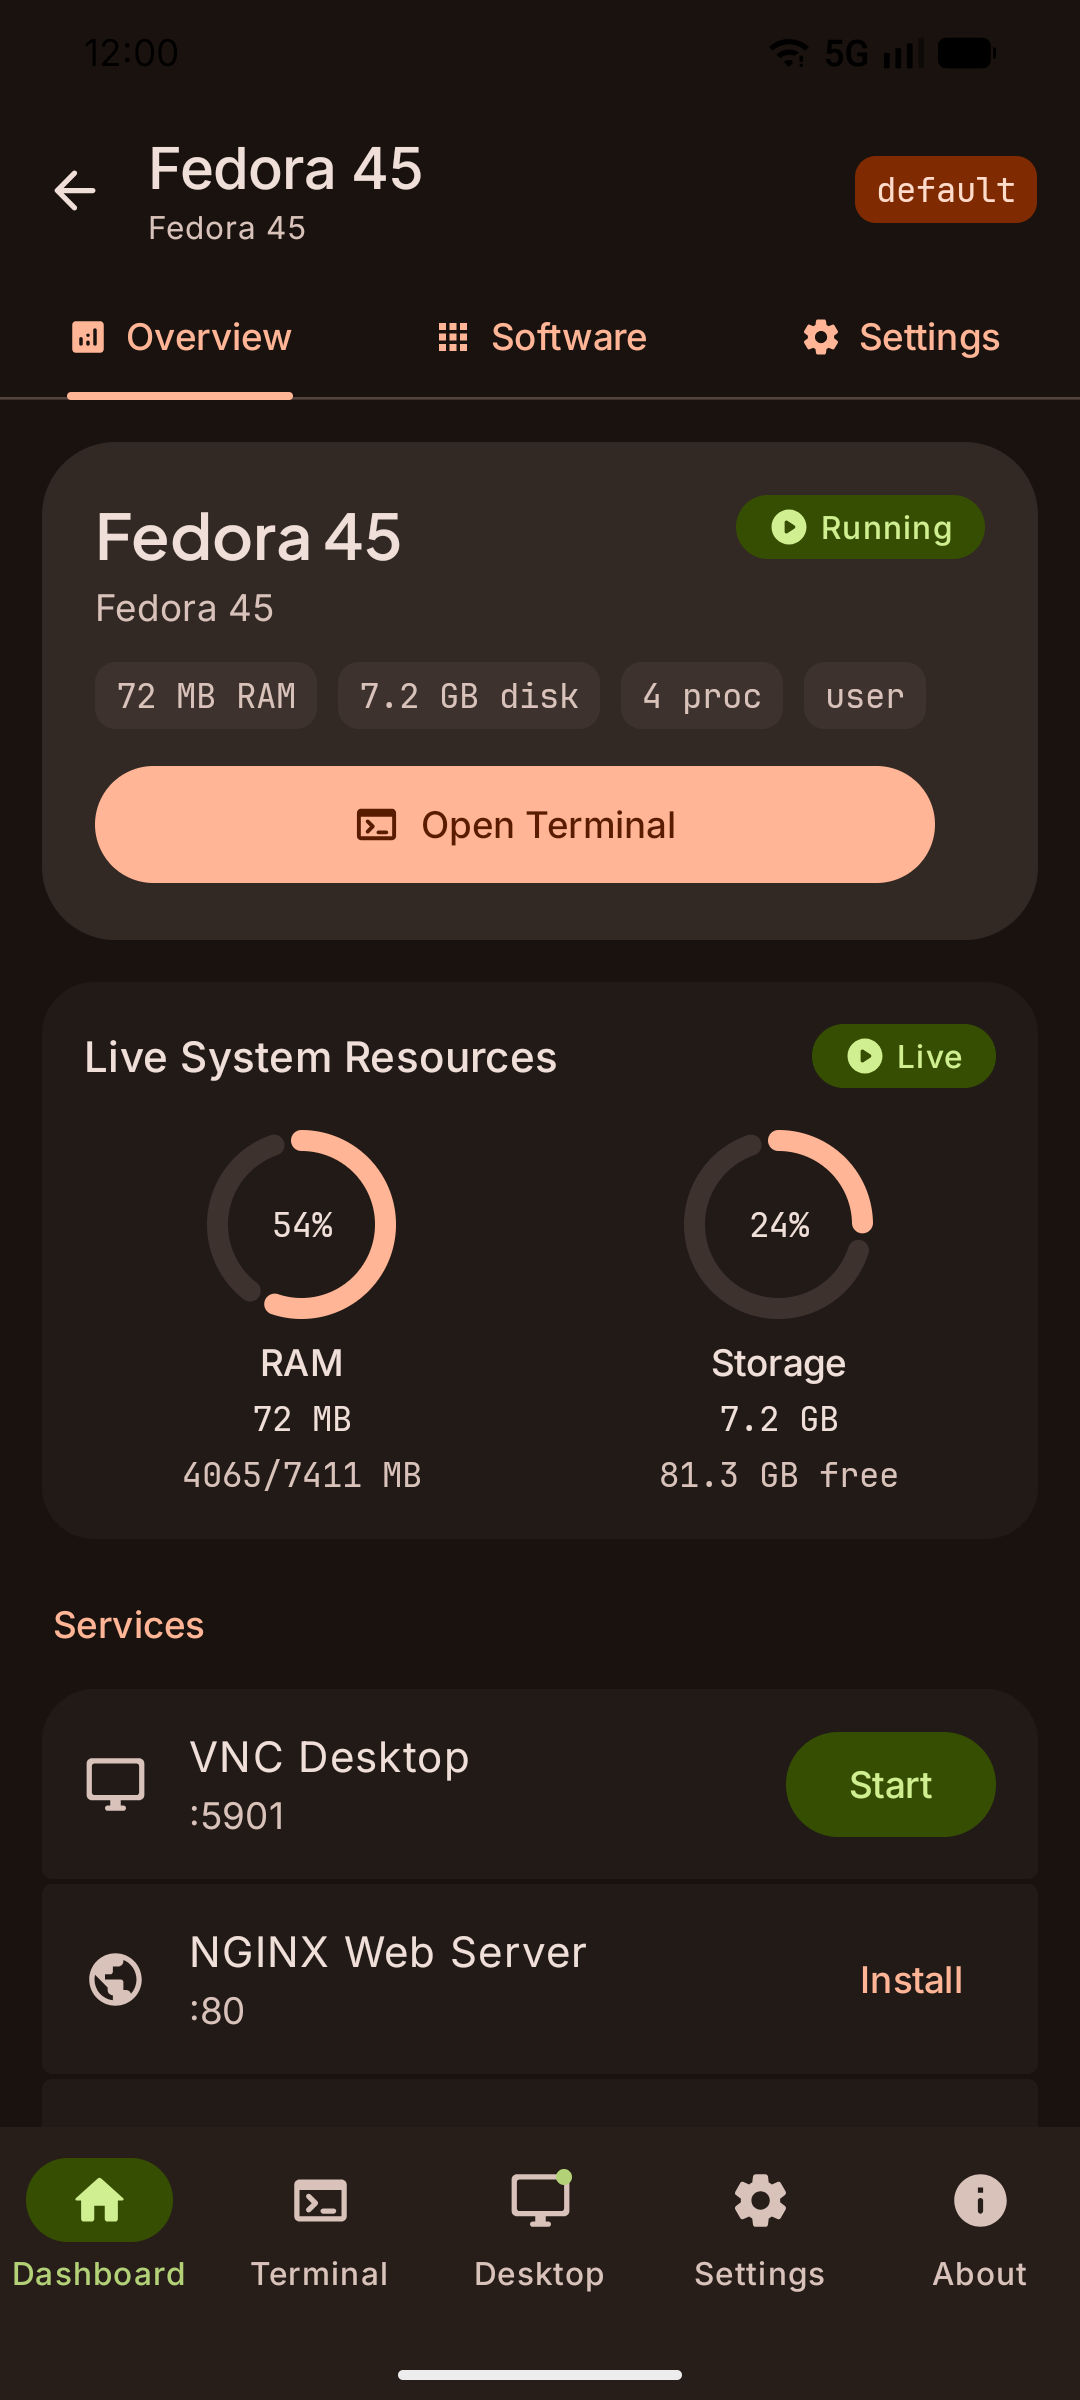 12:00
5G
Fedora 45
Fedora 45
default
Overview
Software
Settings
Fedora 45
Running
Fedora 45
72 MB RAM
7.2 GB disk
4 proc
user
Open Terminal
Live System Resources
Live
54%
24%
RAM
Storage
72 MB
7.2 GB
4065/7411 MB
81.3 GB free
Services
VNC Desktop
:5901
Start
NGINX Web Server
:80
Install
Dashboard
Terminal
Desktop
Settings
About